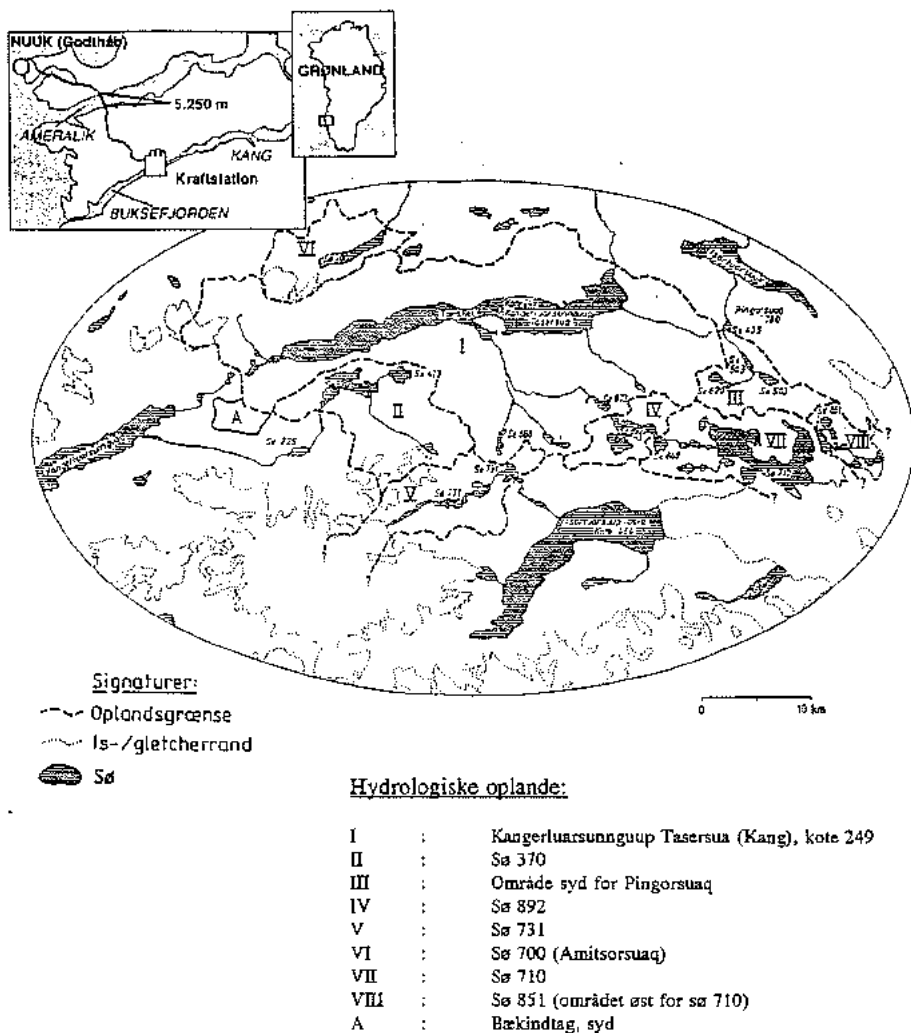 NUUK (Godthåb)
GRØNLAND
5.250 m
AMERALIK
KANG
Kraftstation
BUKSEFJORDEN
VI
I
Pingorsuaq
III
IV
II
A
VII
VIII
V
Sø 731
?
?
Signaturer:
Oplandsgrænse
Is-/gletcherrand
Sø
0 10 km
Hydrologiske oplande:
I : Kangerluarsunnguup Tasersua (Kang), kote 249
II : Sø 370
III : Område syd for Pingorsuaq
IV : Sø 892
V : Sø 731
VI : Sø 700 (Amitsorsuaq)
VII : Sø 710
VIII : Sø 851 (området øst for sø 710)
A : Bækindtag, syd